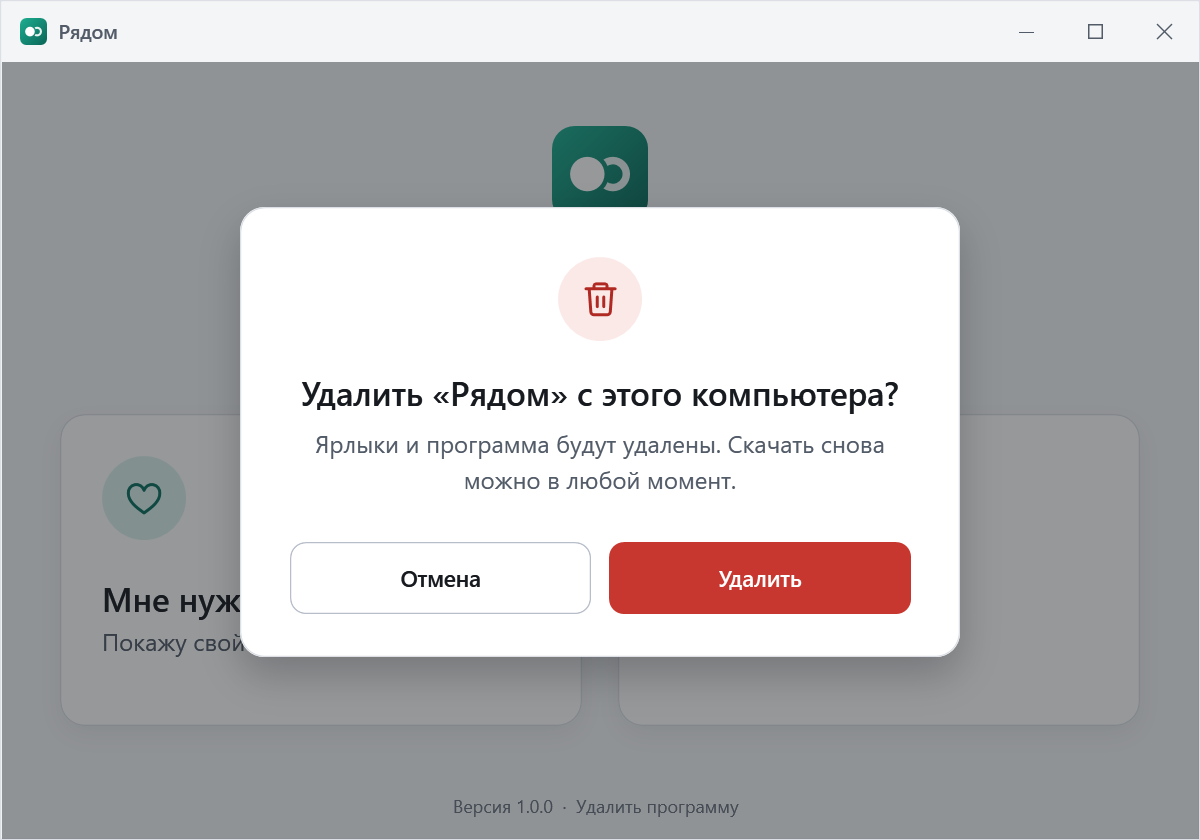 Рядом
Удалить «Рядом» с этого компьютера?
Ярлыки и программа будут удалены. Скачать снова
можно в любой момент.
Отмена
Удалить
Мне нуж
Покажу свой
Версия 1.0.0 · Удалить программу